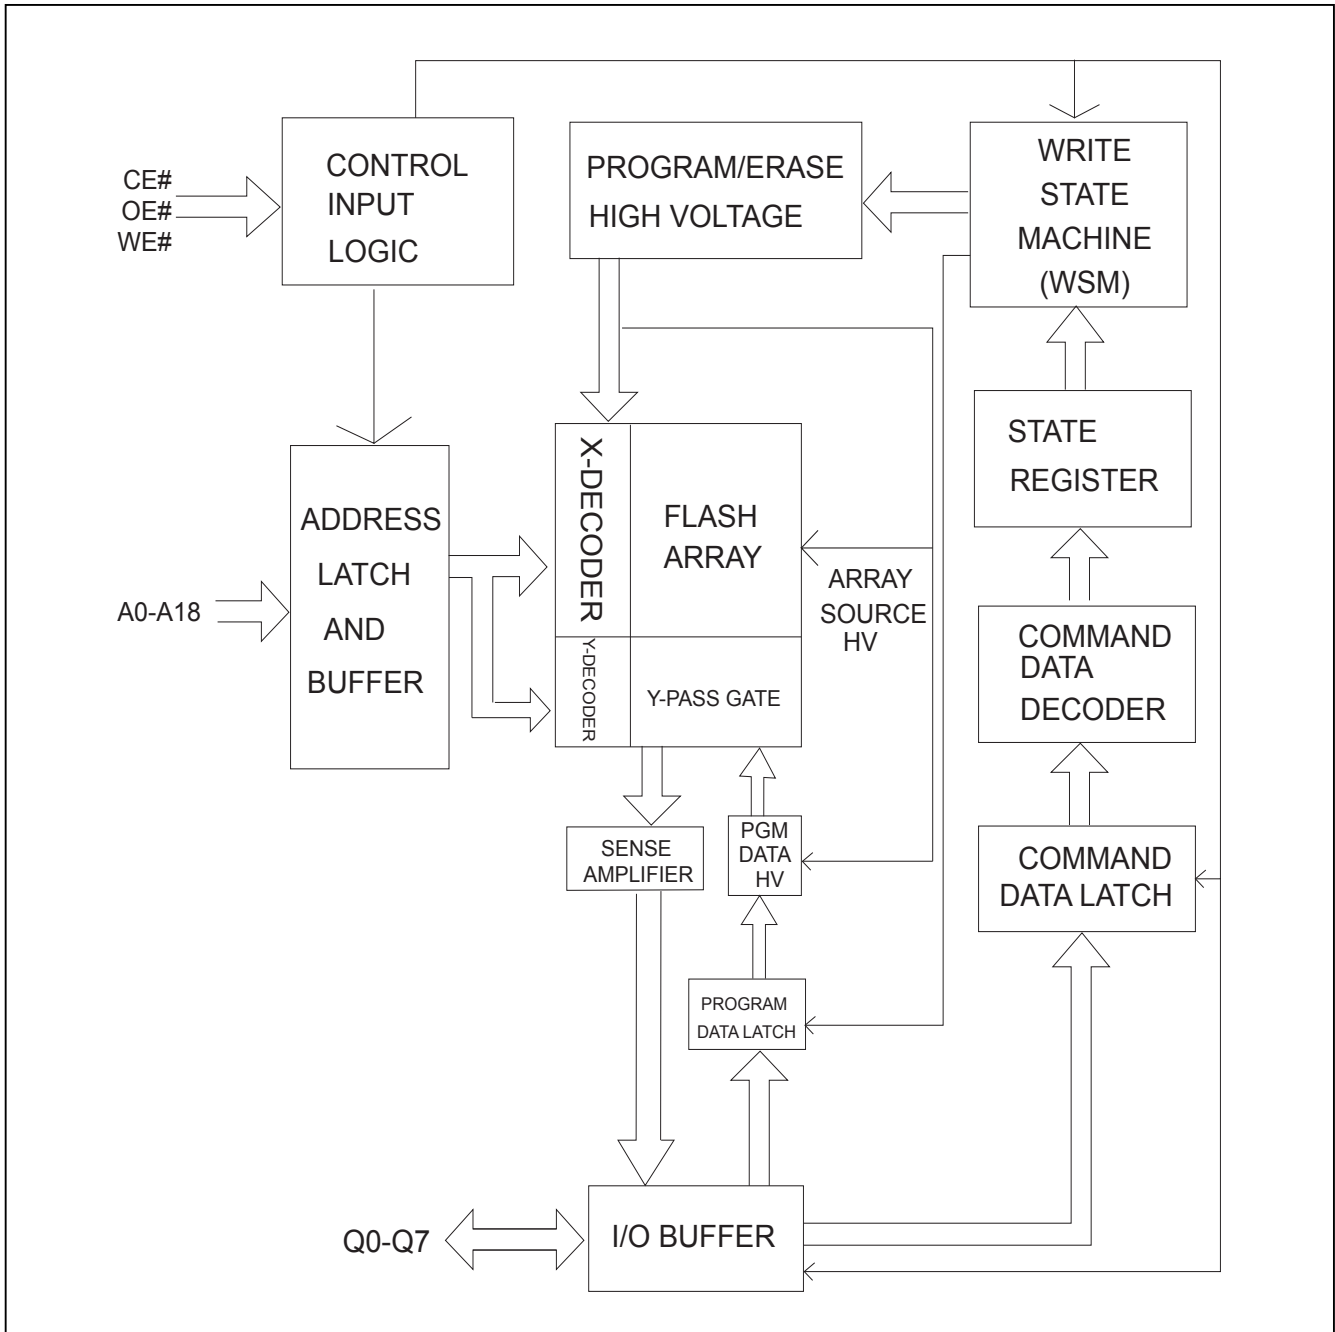 CE#
OE#
WE#
CONTROL
INPUT
LOGIC
PROGRAM/ERASE
HIGH VOLTAGE
WRITE
STATE
MACHINE
(WSM)
STATE
REGISTER
X-DECODER
FLASH
ARRAY
ADDRESS
LATCH
AND
BUFFER
A0-A18
ARRAY
SOURCE
HV
Y-DECODER
Y-PASS GATE
COMMAND
DATA
DECODER
SENSE
AMPLIFIER
PGM
DATA
HV
COMMAND
DATA LATCH
PROGRAM
DATA LATCH
Q0-Q7
I/O BUFFER